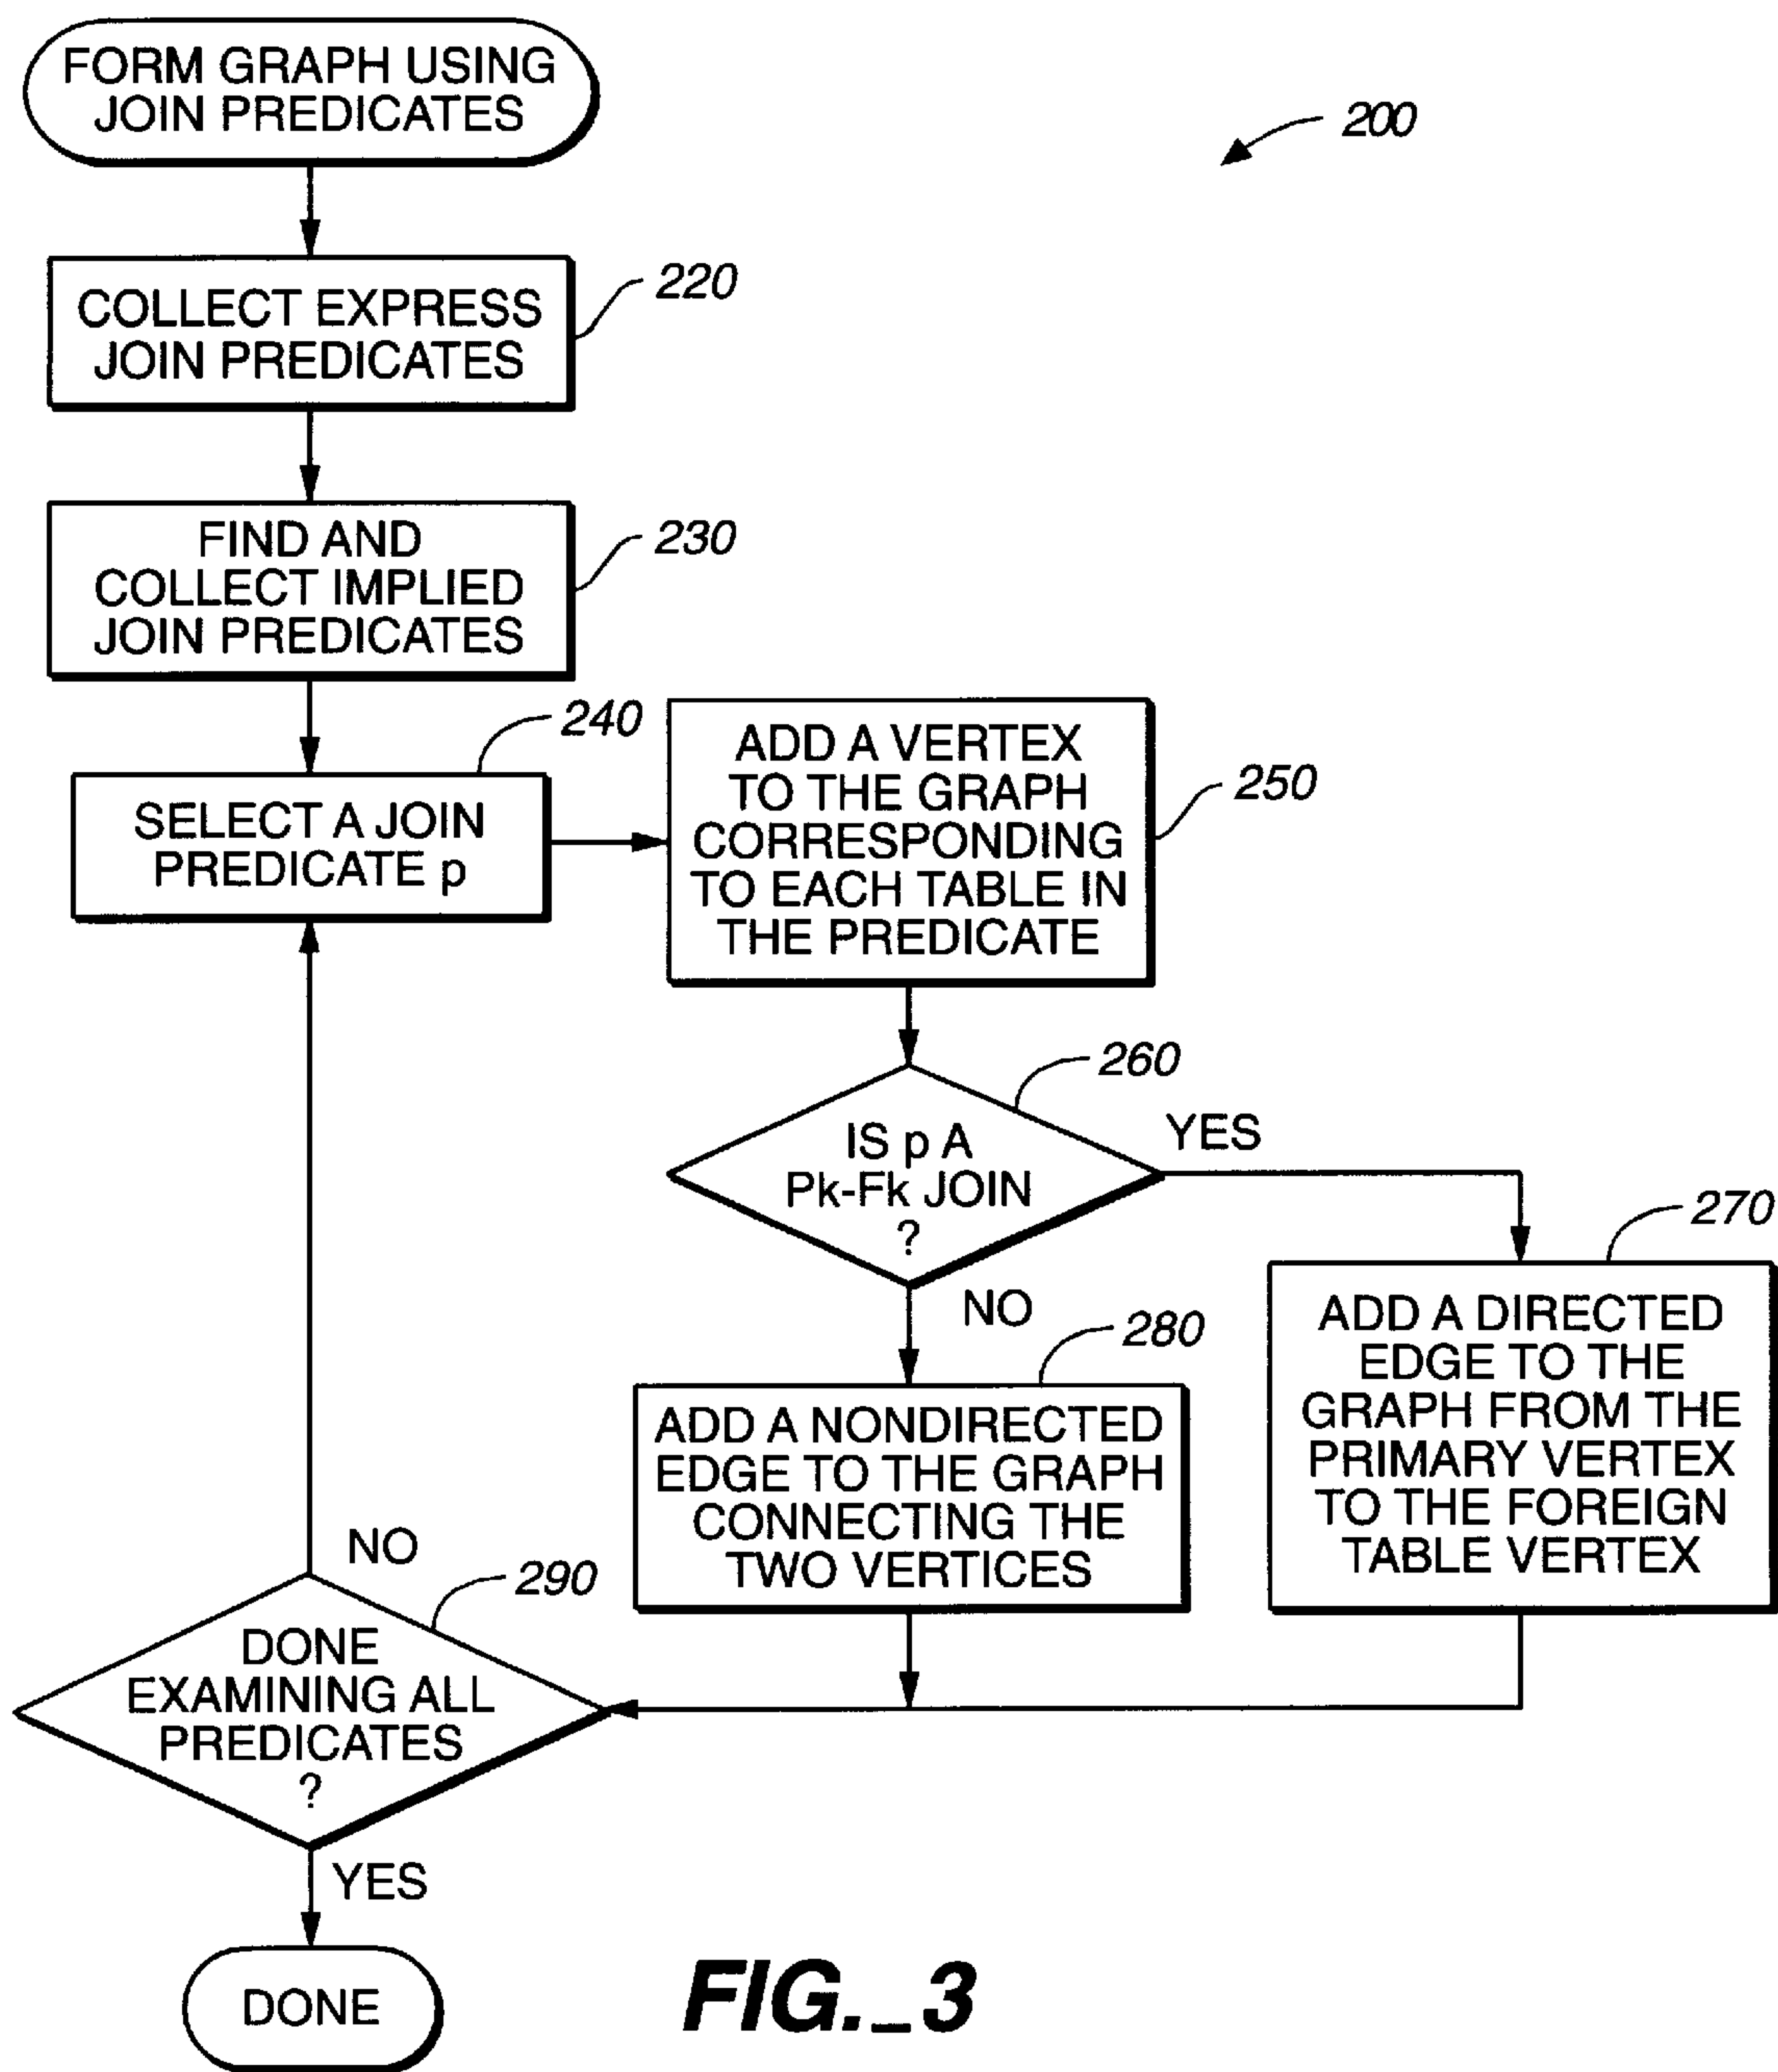 FORM GRAPH USING
JOIN PREDICATES
200
COLLECT EXPRESS
JOIN PREDICATES
220
FIND AND
COLLECT IMPLIED
JOIN PREDICATES
230
SELECT A JOIN
PREDICATE p
240
ADD A VERTEX
TO THE GRAPH
CORRESPONDING
TO EACH TABLE IN
THE PREDICATE
250
IS p A
Pk-Fk JOIN
?
260
YES
NO
270
ADD A DIRECTED
EDGE TO THE
GRAPH FROM THE
PRIMARY VERTEX
TO THE FOREIGN
TABLE VERTEX
280
ADD A NONDIRECTED
EDGE TO THE GRAPH
CONNECTING THE
TWO VERTICES
NO
290
DONE
EXAMINING ALL
PREDICATES
?
YES
DONE
FIG._3